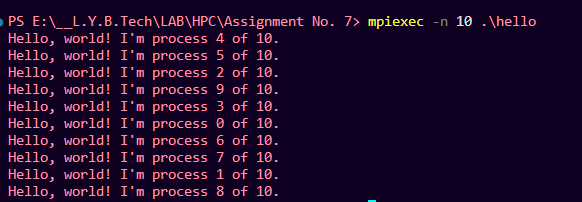 PS E:\__L.Y.B.Tech\LAB\HPC\Assignment No. 7> mpiexec -n 10 .\hello
Hello, world! I'm process 4 of 10.
Hello, world! I'm process 5 of 10.
Hello, world! I'm process 2 of 10.
Hello, world! I'm process 9 of 10.
Hello, world! I'm process 3 of 10.
Hello, world! I'm process 0 of 10.
Hello, world! I'm process 6 of 10.
Hello, world! I'm process 7 of 10.
Hello, world! I'm process 1 of 10.
Hello, world! I'm process 8 of 10.